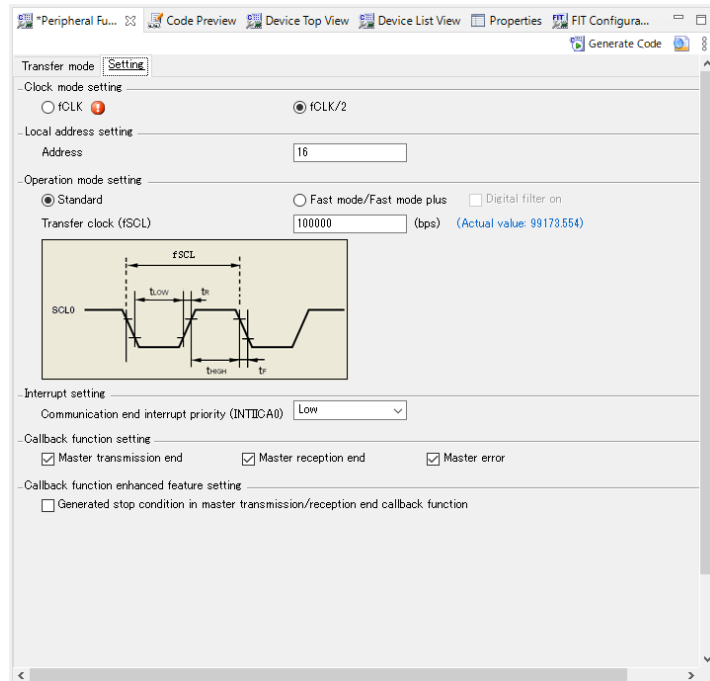 *Peripheral Fu... Code Preview Device Top View Device List View Properties FIT Configura...
Generate Code
Transfer mode Setting
Clock mode setting
fCLK fCLK/2
Local address setting
Address 16
Operation mode setting
Standard Fast mode/Fast mode plus Digital filter on
Transfer clock (fSCL) 100000 (bps) (Actual value: 99173.554)
fSCL
tLOW tR
SCL0
tHIGH tF
Interrupt setting
Communication end interrupt priority (INTIICA0) Low
Callback function setting
Master transmission end Master reception end Master error
Callback function enhanced feature setting
Generated stop condition in master transmission/reception end callback function